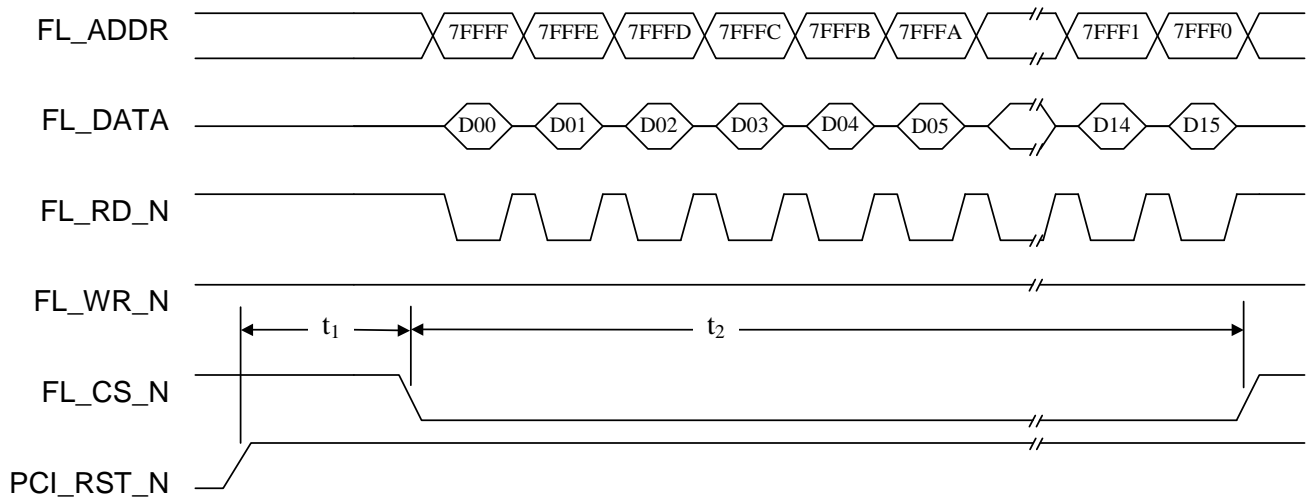 FL_ADDR 7FFFF 7FFFE 7FFFD 7FFFC 7FFFB 7FFFA 7FFF1 7FFF0
FL_DATA D00 D01 D02 D03 D04 D05 D14 D15
FL_RD_N
FL_WR_N
t₁ t₂
FL_CS_N
PCI_RST_N